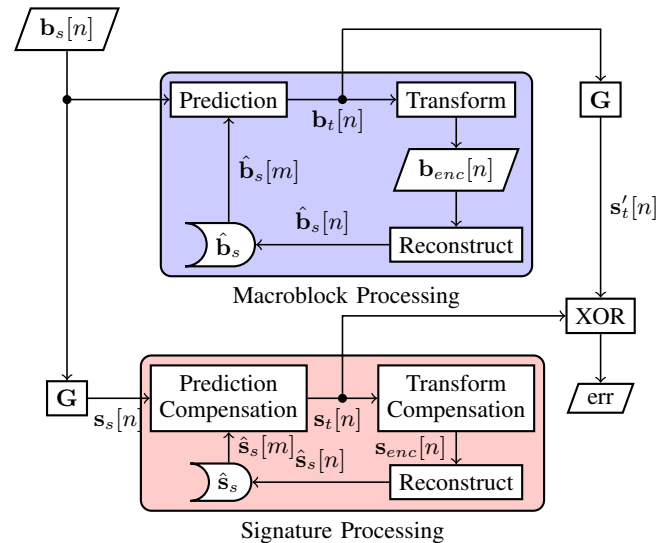 b_s[n]
Prediction
b_t[n]
Transform
G
b̂_s[m]
b_enc[n]
s′_t[n]
b̂_s
b̂_s[n]
Reconstruct
Macroblock Processing
XOR
G
s_s[n]
Prediction
Compensation
s_t[n]
Transform
Compensation
err
ŝ_s[m]
ŝ_s[n]
s_enc[n]
ŝ_s
Reconstruct
Signature Processing